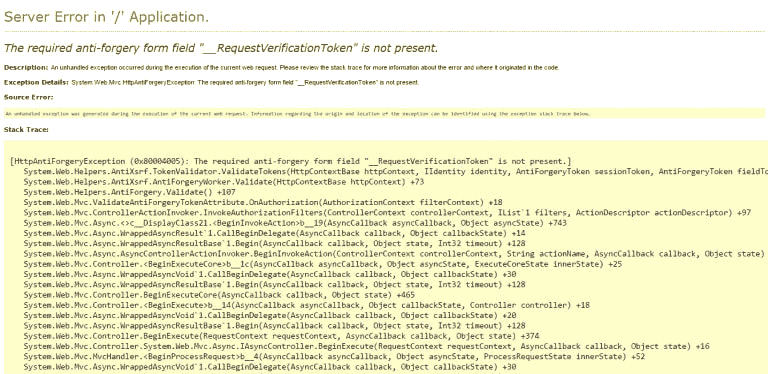 Server Error in '/' Application.
The required anti-forgery form field "__RequestVerificationToken" is not present.
Description: An unhandled exception occurred during the execution of the current web request. Please review the stack trace for more information about the error and where it originated in the code.
Exception Details: System.Web.Mvc.HttpAntiForgeryException: The required anti-forgery form field "__RequestVerificationToken" is not present.
Source Error:
An unhandled exception was generated during the execution of the current web request. Information regarding the origin and location of the exception can be identified using the exception stack trace below.
Stack Trace:
[HttpAntiForgeryException (0x80004005): The required anti-forgery form field "__RequestVerificationToken" is not present.]
System.Web.Helpers.AntiXsrf.TokenValidator.ValidateTokens(HttpContextBase httpContext, IIdentity identity, AntiForgeryToken sessionToken, AntiForgeryToken fieldTo
System.Web.Helpers.AntiXsrf.AntiForgeryWorker.Validate(HttpContextBase httpContext) +73
System.Web.Helpers.AntiForgery.Validate() +107
System.Web.Mvc.ValidateAntiForgeryTokenAttribute.OnAuthorization(AuthorizationContext filterContext) +18
System.Web.Mvc.ControllerActionInvoker.InvokeAuthorizationFilters(ControllerContext controllerContext, IList`1 filters, ActionDescriptor actionDescriptor) +97
System.Web.Mvc.Async.<>c__DisplayClass21.<BeginInvokeAction>b__19(AsyncCallback asyncCallback, Object asyncState) +743
System.Web.Mvc.Async.WrappedAsyncResult`1.CallBeginDelegate(AsyncCallback callback, Object callbackState) +14
System.Web.Mvc.Async.WrappedAsyncResultBase`1.Begin(AsyncCallback callback, Object state, Int32 timeout) +128
System.Web.Mvc.Async.AsyncControllerActionInvoker.BeginInvokeAction(ControllerContext controllerContext, String actionName, AsyncCallback callback, Object state)
System.Web.Mvc.Controller.<BeginExecuteCore>b__1c(AsyncCallback asyncCallback, Object asyncState, ExecuteCoreState innerState) +25
System.Web.Mvc.Async.WrappedAsyncVoid`1.CallBeginDelegate(AsyncCallback callback, Object callbackState) +30
System.Web.Mvc.Async.WrappedAsyncResultBase`1.Begin(AsyncCallback callback, Object state, Int32 timeout) +128
System.Web.Mvc.Controller.BeginExecuteCore(AsyncCallback callback, Object state) +465
System.Web.Mvc.Controller.<BeginExecute>b__14(AsyncCallback asyncCallback, Object callbackState, Controller controller) +18
System.Web.Mvc.Async.WrappedAsyncVoid`1.CallBeginDelegate(AsyncCallback callback, Object callbackState) +20
System.Web.Mvc.Async.WrappedAsyncResultBase`1.Begin(AsyncCallback callback, Object state, Int32 timeout) +128
System.Web.Mvc.Controller.BeginExecute(RequestContext requestContext, AsyncCallback callback, Object state) +374
System.Web.Mvc.Controller.System.Web.Mvc.Async.IAsyncController.BeginExecute(RequestContext requestContext, AsyncCallback callback, Object state) +16
System.Web.Mvc.MvcHandler.<BeginProcessRequest>b__4(AsyncCallback asyncCallback, Object asyncState, ProcessRequestState innerState) +52
System.Web.Mvc.Async.WrappedAsyncVoid`1.CallBeginDelegate(AsyncCallback callback, Object callbackState) +30